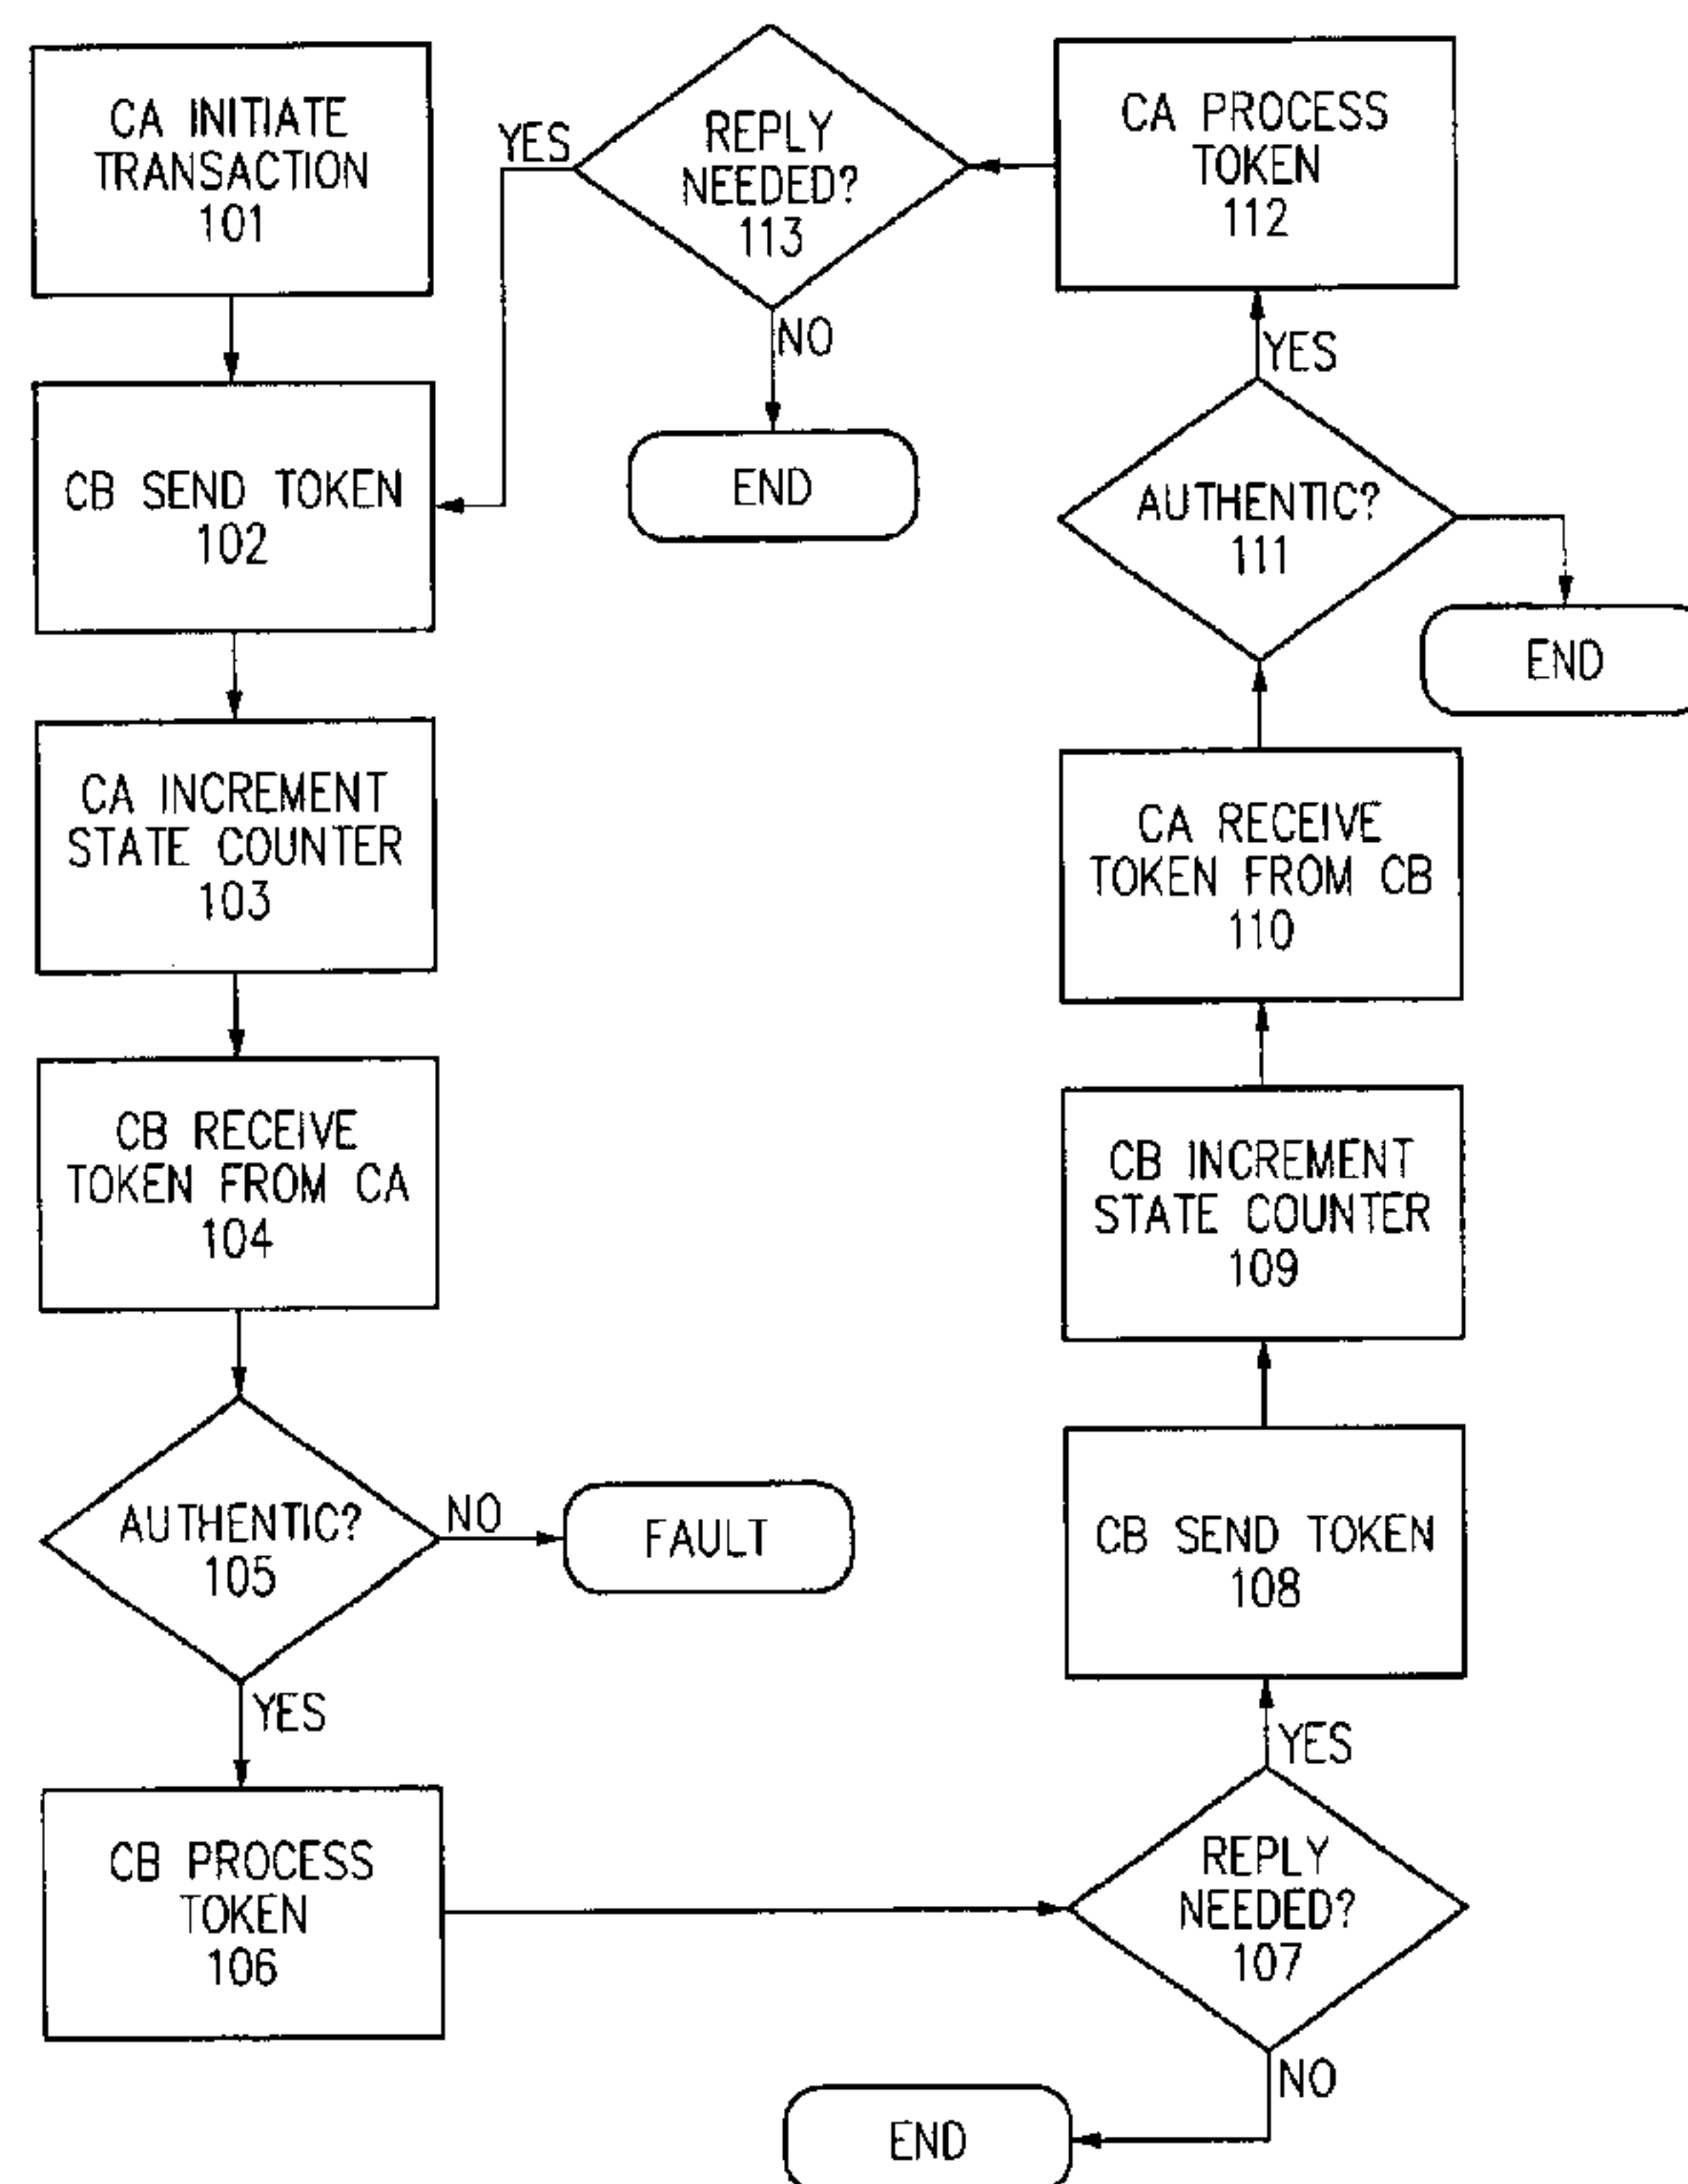 CA INITIATE
TRANSACTION
101
CB SEND TOKEN
102
CA INCREMENT
STATE COUNTER
103
CB RECEIVE
TOKEN FROM CA
104
AUTHENTIC?
105
NO
FAULT
YES
CB PROCESS
TOKEN
106
REPLY
NEEDED?
107
NO
END
YES
CB SEND TOKEN
108
CB INCREMENT
STATE COUNTER
109
CA RECEIVE
TOKEN FROM CB
110
AUTHENTIC?
111
END
YES
CA PROCESS
TOKEN
112
REPLY
NEEDED?
113
YES
NO
END